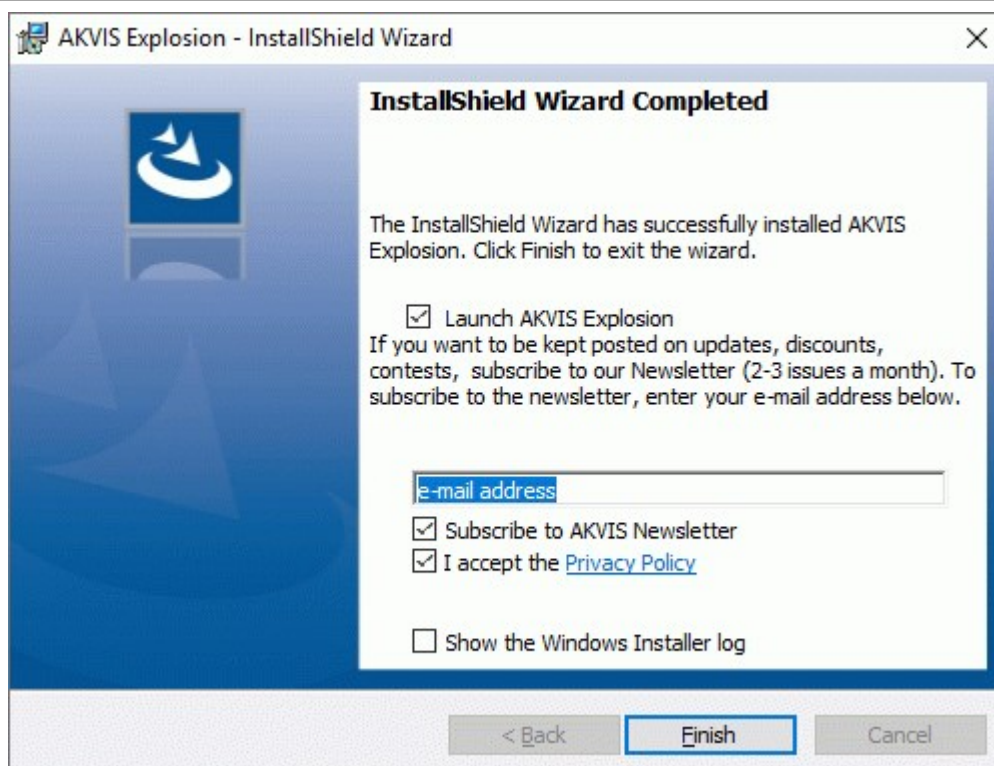 AKVIS Explosion - InstallShield Wizard
InstallShield Wizard Completed
The InstallShield Wizard has successfully installed AKVIS
Explosion. Click Finish to exit the wizard.
Launch AKVIS Explosion
If you want to be kept posted on updates, discounts,
contests,  subscribe to our Newsletter (2-3 issues a month). To
subscribe to the newsletter, enter your e-mail address below.
e-mail address
Subscribe to AKVIS Newsletter
I accept the Privacy Policy
Show the Windows Installer log
< Back Finish Cancel